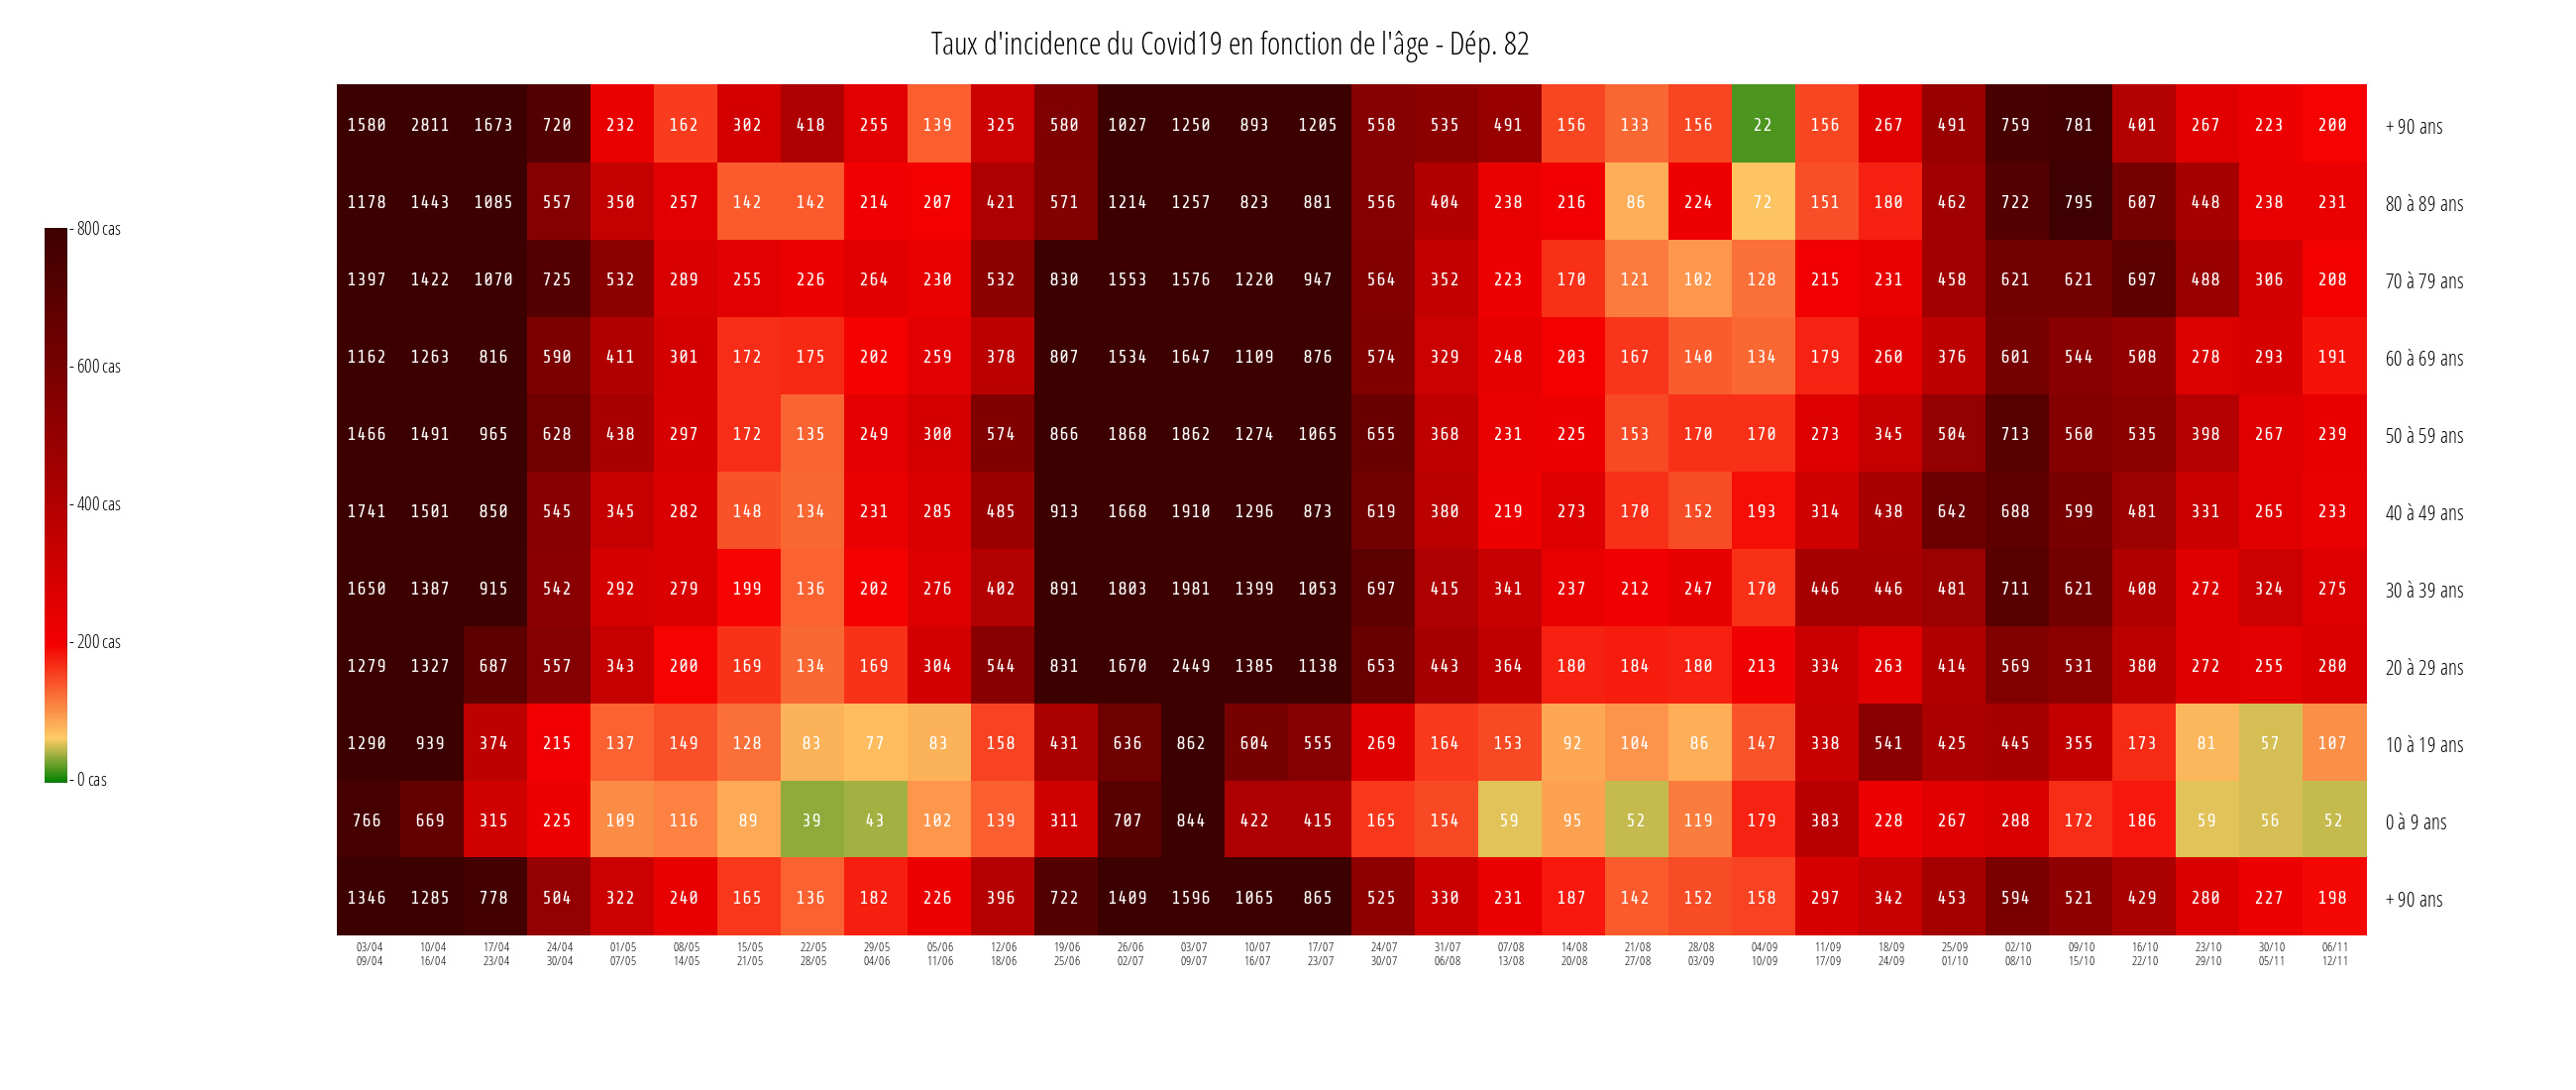 Taux d'incidence du Covid19 en fonction de l'âge - Dép. 82
- 800 cas
- 600 cas
- 400 cas
- 200 cas
- 0 cas
1580 2811 1673 720 232 162 302 418 255 139 325 580 1027 1250 893 1205 558 535 491 156 133 156 22 156 267 491 759 781 401 267 223 200 + 90 ans
1178 1443 1085 557 350 257 142 142 214 207 421 571 1214 1257 823 881 556 404 238 216 86 224 72 151 180 462 722 795 607 448 238 231 80 à 89 ans
1397 1422 1070 725 532 289 255 226 264 230 532 830 1553 1576 1220 947 564 352 223 170 121 102 128 215 231 458 621 621 697 488 306 208 70 à 79 ans
1162 1263 816 590 411 301 172 175 202 259 378 807 1534 1647 1109 876 574 329 248 203 167 140 134 179 260 376 601 544 508 278 293 191 60 à 69 ans
1466 1491 965 628 438 297 172 135 249 300 574 866 1868 1862 1274 1065 655 368 231 225 153 170 170 273 345 504 713 560 535 398 267 239 50 à 59 ans
1741 1501 850 545 345 282 148 134 231 285 485 913 1668 1910 1296 873 619 380 219 273 170 152 193 314 438 642 688 599 481 331 265 233 40 à 49 ans
1650 1387 915 542 292 279 199 136 202 276 402 891 1803 1981 1399 1053 697 415 341 237 212 247 170 446 446 481 711 621 408 272 324 275 30 à 39 ans
1279 1327 687 557 343 200 169 134 169 304 544 831 1670 2449 1385 1138 653 443 364 180 184 180 213 334 263 414 569 531 380 272 255 280 20 à 29 ans
1290 939 374 215 137 149 128 83 77 83 158 431 636 862 604 555 269 164 153 92 104 86 147 338 541 425 445 355 173 81 57 107 10 à 19 ans
766 669 315 225 109 116 89 39 43 102 139 311 707 844 422 415 165 154 59 95 52 119 179 383 228 267 288 172 186 59 56 52 0 à 9 ans
1346 1285 778 504 322 240 165 136 182 226 396 722 1409 1596 1065 865 525 330 231 187 142 152 158 297 342 453 594 521 429 280 227 198 + 90 ans
03/04 10/04 17/04 24/04 01/05 08/05 15/05 22/05 29/05 05/06 12/06 19/06 26/06 03/07 10/07 17/07 24/07 31/07 07/08 14/08 21/08 28/08 04/09 11/09 18/09 25/09 02/10 09/10 16/10 23/10 30/10 06/11
09/04 16/04 23/04 30/04 07/05 14/05 21/05 28/05 04/06 11/06 18/06 25/06 02/07 09/07 16/07 23/07 30/07 06/08 13/08 20/08 27/08 03/09 10/09 17/09 24/09 01/10 08/10 15/10 22/10 29/10 05/11 12/11